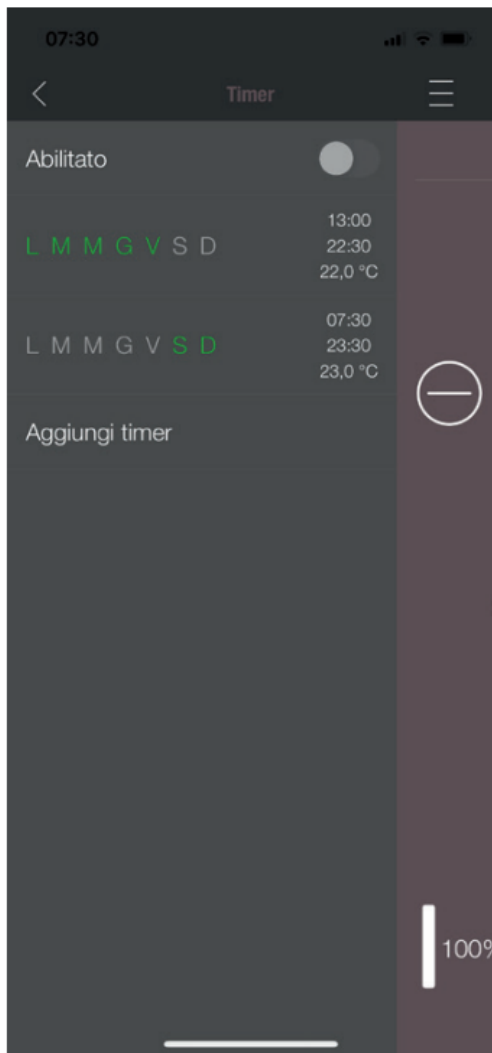 07:30
Timer
Abilitato
L M M G V S D
13:00
22:30
22,0 °C
L M M G V S D
07:30
23:30
23,0 °C
Aggiungi timer
100%